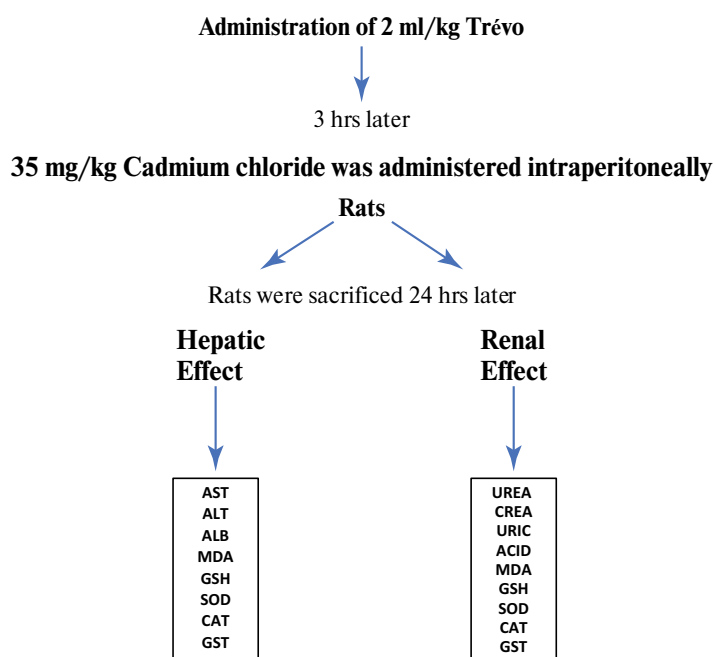 Administration of 2 ml/kg Trévo
3 hrs later
35 mg/kg Cadmium chloride was administered intraperitoneally
Rats
Rats were sacrificed 24 hrs later
Hepatic
Effect
AST
ALT
ALB
MDA
GSH
SOD
CAT
GST
Renal
Effect
UREA
CREA
URIC
ACID
MDA
GSH
SOD
CAT
GST